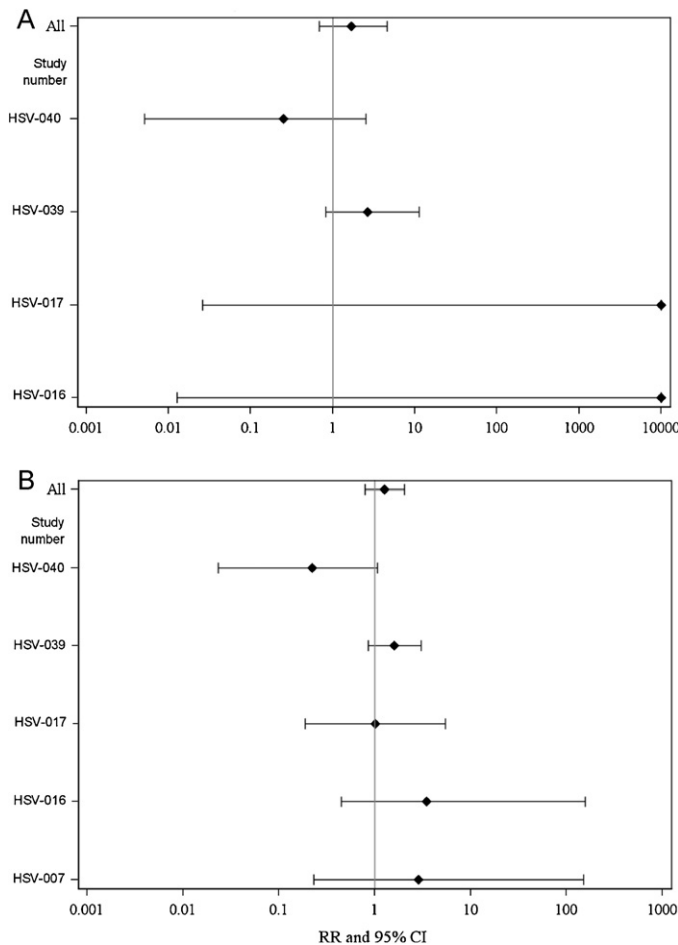 A
All
Study
number
HSV-040
HSV-039
HSV-017
HSV-016
0.001 0.01 0.1 1 10 100 1000 10000
B
All
Study
number
HSV-040
HSV-039
HSV-017
HSV-016
HSV-007
0.001 0.01 0.1 1 10 100 1000
RR and 95% CI